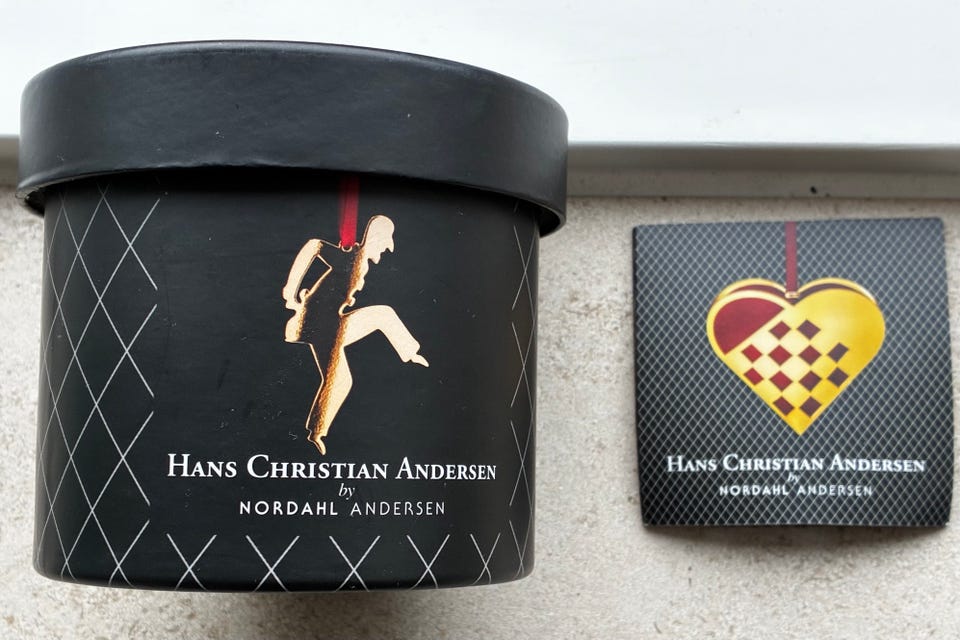 Hans Christian Andersen
by
NORDAHL ANDERSEN
Hans Christian Andersen
by
NORDAHL ANDERSEN